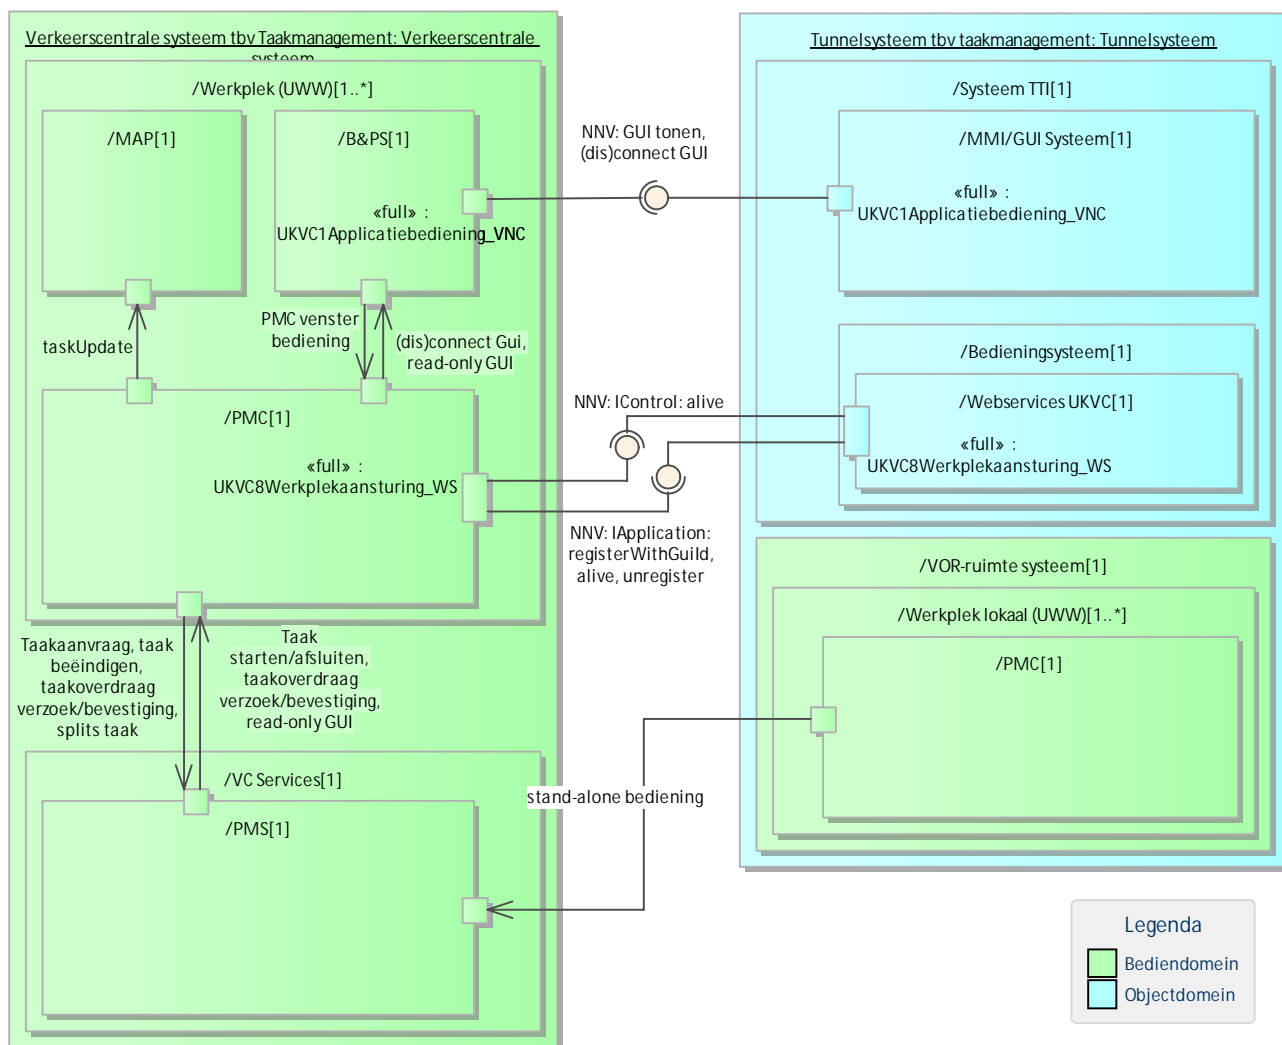 Verkeerscentrale systeem tbv Taakmanagement: Verkeerscentrale
systeem
/Werkplek (UWW)[1..*]
/MAP[1]
/B&PS[1]
«full» :
UKVC1Applicatiebediening_VNC
taskUpdate
PMC venster
bediening
(dis)connect Gui,
read-only GUI
/PMC[1]
«full» :
UKVC8Werkplekaansturing_WS
Taakaanvraag, taak
beëindigen,
taakoverdraag
verzoek/bevestiging,
splits taak
Taak
starten/afsluiten,
taakoverdraag
verzoek/bevestiging,
read-only GUI
/VC Services[1]
/PMS[1]
NNV: GUI tonen,
(dis)connect GUI
NNV: IControl: alive
NNV: IApplication:
registerWithGuiId,
alive, unregister
stand-alone bediening
Tunnelsysteem tbv taakmanagement: Tunnelsysteem
/Systeem TTI[1]
/MMI/GUI Systeem[1]
«full» :
UKVC1Applicatiebediening_VNC
/Bedieningsysteem[1]
/Webservices UKVC[1]
«full» :
UKVC8Werkplekaansturing_WS
/VOR-ruimte systeem[1]
/Werkplek lokaal (UWW)[1..*]
/PMC[1]
Legenda
Bediendomein
Objectdomein